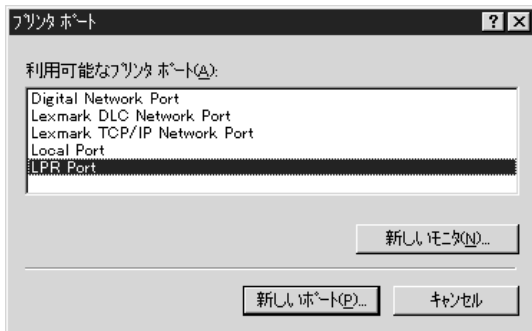 プリンタ ポート
利用可能なプリンタ ポート(A):
Digital Network Port
Lexmark DLC Network Port
Lexmark TCP/IP Network Port
Local Port
LPR Port
新しいモニタ(N)...
新しいポート(P)...
キャンセル